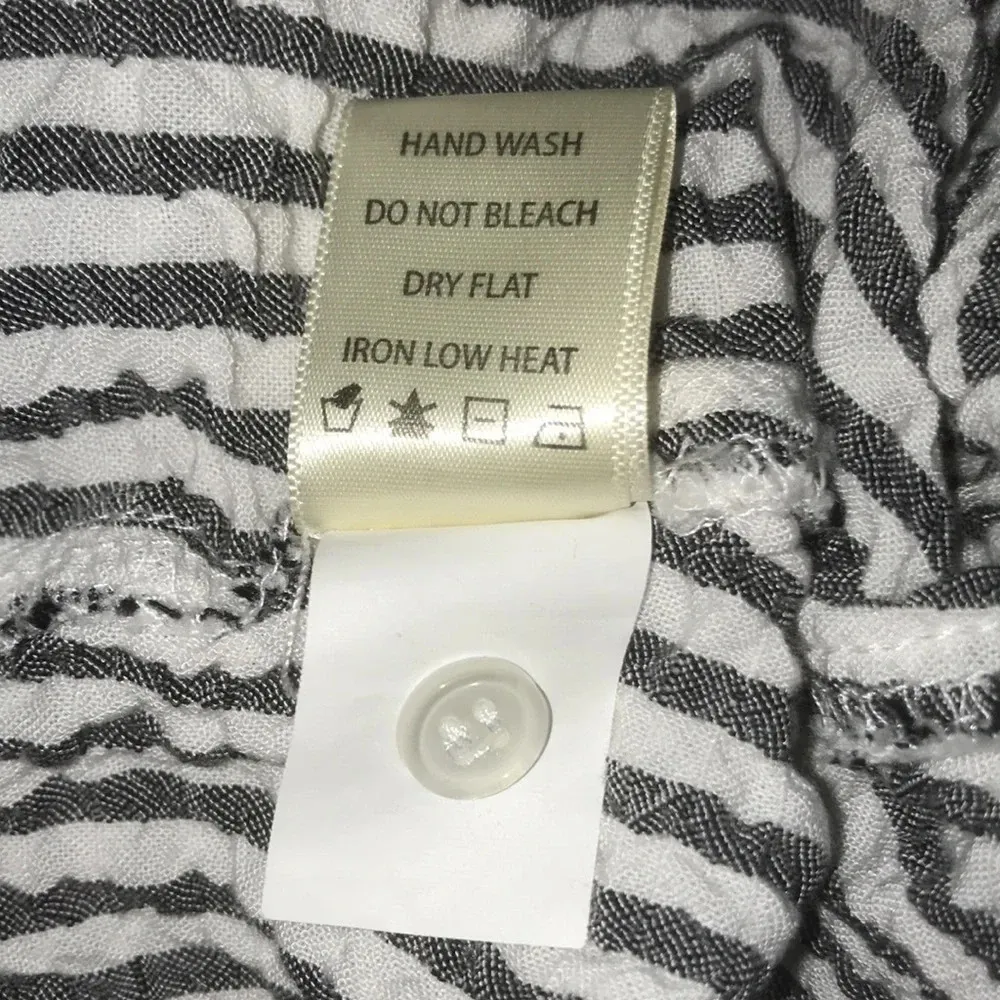 HAND WASH
DO NOT BLEACH
DRY FLAT
IRON LOW HEAT